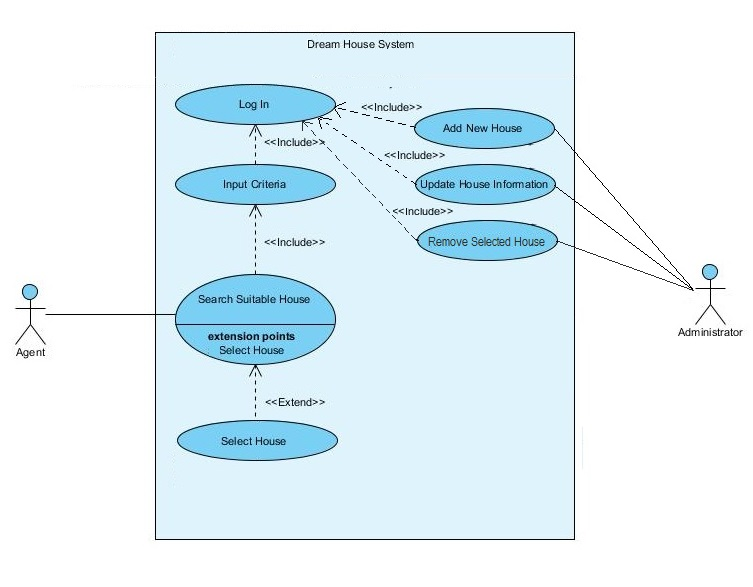 Dream House System
Log In
<<Include>>
Add New House
<<Include>>
<<Include>>
Input Criteria
Update House Information
<<Include>>
<<Include>>
Remove Selected House
Search Suitable House
extension points
Select House
Agent
Administrator
<<Extend>>
Select House